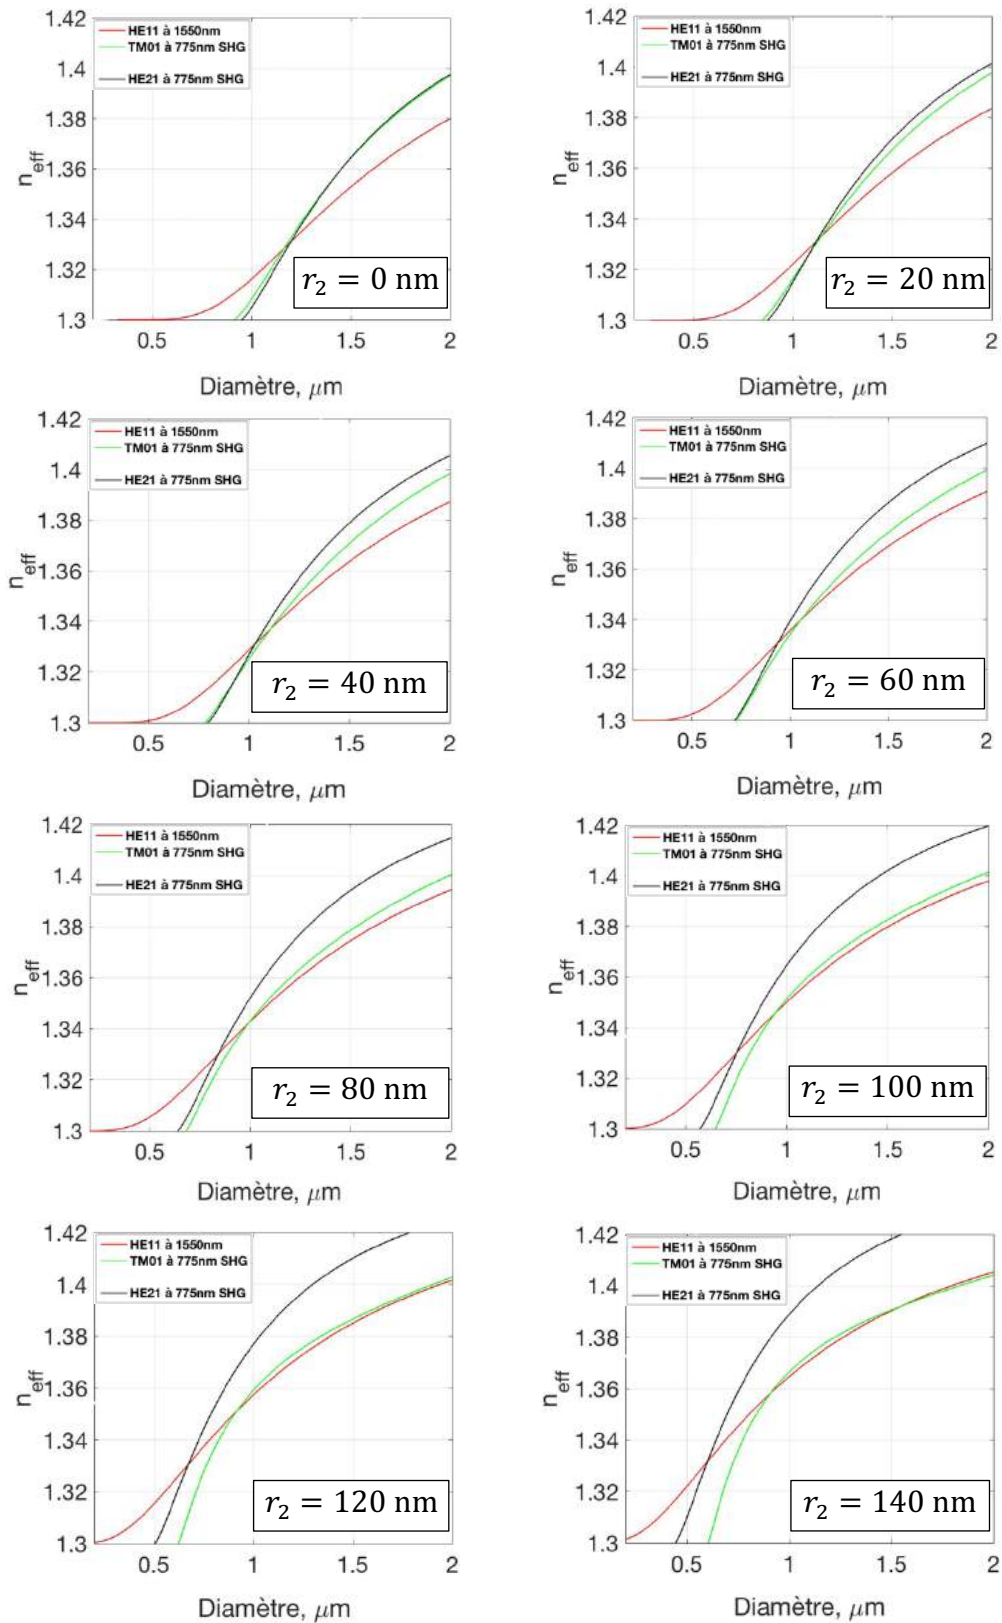 1.42
HE11 à 1550nm
TM01 à 775nm SHG
HE21 à 775nm SHG
1.4
1.38
n_eff
1.36
1.34
1.32
r₂ = 0 nm
1.3
0.5 1 1.5 2
Diamètre, μm
1.42
HE11 à 1550nm
TM01 à 775nm SHG
HE21 à 775nm SHG
1.4
1.38
n_eff
1.36
1.34
1.32
r₂ = 20 nm
1.3
0.5 1 1.5 2
Diamètre, μm
1.42
HE11 à 1550nm
TM01 à 775nm SHG
HE21 à 775nm SHG
1.4
1.38
n_eff
1.36
1.34
1.32
r₂ = 40 nm
1.3
0.5 1 1.5 2
Diamètre, μm
1.42
HE11 à 1550nm
TM01 à 775nm SHG
HE21 à 775nm SHG
1.4
1.38
n_eff
1.36
1.34
1.32
r₂ = 60 nm
1.3
0.5 1 1.5 2
Diamètre, μm
1.42
HE11 à 1550nm
TM01 à 775nm SHG
HE21 à 775nm SHG
1.4
1.38
n_eff
1.36
1.34
1.32
r₂ = 80 nm
1.3
0.5 1 1.5 2
Diamètre, μm
1.42
HE11 à 1550nm
TM01 à 775nm SHG
HE21 à 775nm SHG
1.4
1.38
n_eff
1.36
1.34
1.32
r₂ = 100 nm
1.3
0.5 1 1.5 2
Diamètre, μm
1.42
HE11 à 1550nm
TM01 à 775nm SHG
HE21 à 775nm SHG
1.4
1.38
n_eff
1.36
1.34
1.32
r₂ = 120 nm
1.3
0.5 1 1.5 2
Diamètre, μm
1.42
HE11 à 1550nm
TM01 à 775nm SHG
HE21 à 775nm SHG
1.4
1.38
n_eff
1.36
1.34
1.32
r₂ = 140 nm
1.3
0.5 1 1.5 2
Diamètre, μm